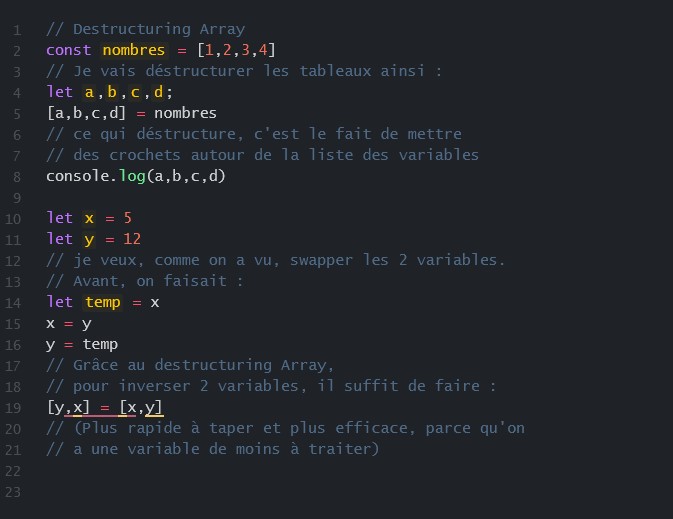 1 // Destructuring Array
2 const nombres = [1,2,3,4]
3 // Je vais déstructurer les tableaux ainsi :
4 let a,b,c,d;
5 [a,b,c,d] = nombres
6 // ce qui déstructure, c'est le fait de mettre
7 // des crochets autour de la liste des variables
8 console.log(a,b,c,d)
9
10 let x = 5
11 let y = 12
12 // je veux, comme on a vu, swapper les 2 variables.
13 // Avant, on faisait :
14 let temp = x
15 x = y
16 y = temp
17 // Grâce au destructuring Array,
18 // pour inverser 2 variables, il suffit de faire :
19 [y,x] = [x,y]
20 // (Plus rapide à taper et plus efficace, parce qu'on
21 // a une variable de moins à traiter)
22
23